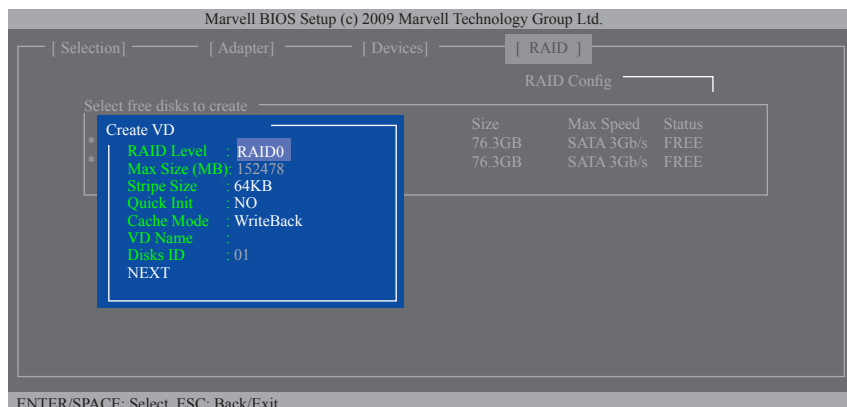 Marvell BIOS Setup (c) 2009 Marvell Technology Group Ltd.
[ Selection] [ Adapter] [ Devices] [ RAID ]
RAID Config
Select free disks to create
Size Max Speed Status
* 76.3GB SATA 3Gb/s FREE
* 76.3GB SATA 3Gb/s FREE
Create VD
RAID Level : RAID0
Max Size (MB): 152478
Stripe Size : 64KB
Quick Init : NO
Cache Mode : WriteBack
VD Name :
Disks ID : 01
NEXT
ENTER/SPACE: Select, ESC: Back/Exit